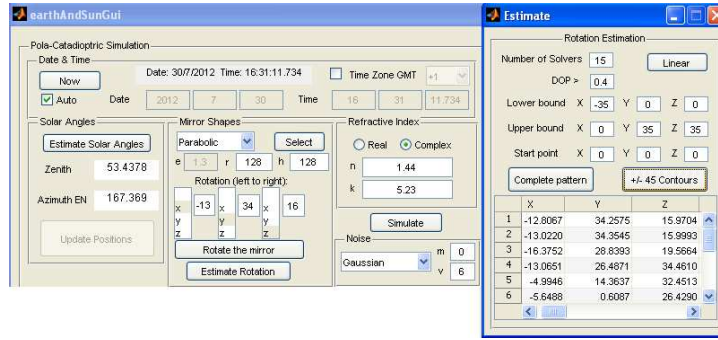 earthAndSunGui
Pola-Catadioptric Simulation
Date & Time
Now
Date: 30/7/2012 Time: 16:31:11.734
Time Zone GMT +1
Auto Date 2012 7 30 Time 16 31 11.734
Solar Angles
Estimate Solar Angles
Zenith 53.4378
Azimuth EN 167.369
Update Positions
Mirror Shapes
Parabolic Select
e 1.3 r 128 h 128
Rotation (left to right):
x y z -13 x y z 34 x y z 16
Rotate the mirror
Estimate Rotation
Refractive Index
Real Complex
n 1.44
k 5.23
Simulate
Noise
Gaussian
m 0
v 6
Estimate
Rotation Estimation
Number of Solvers 15 Linear
DOP > 0.4
Lower bound X -35 Y 0 Z 0
Upper bound X 0 Y 35 Z 35
Start point X 0 Y 0 Z 0
Complete pattern +/- 45 Contours
X Y Z
1 -12.8067 34.2575 15.9704
2 -13.0220 34.3545 15.9993
3 -16.3752 28.8393 19.5664
4 -13.0651 26.4871 34.4610
5 -4.9946 14.3637 32.4513
6 -5.6488 0.6087 26.4290